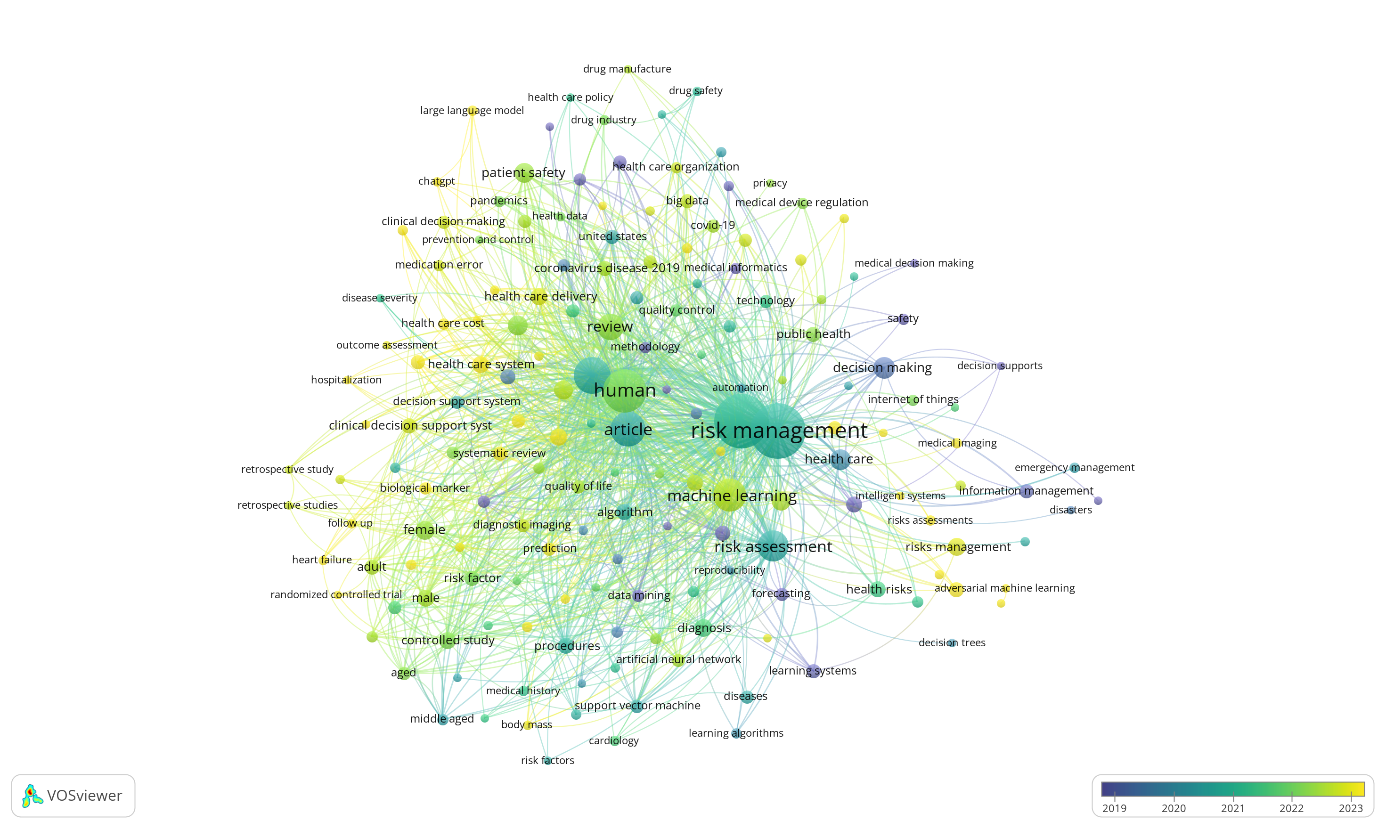 drug manufacture
drug safety
health care policy
large language model
drug industry
health care organization
patient safety
chatgpt
privacy
pandemics
big data
medical device regulation
health data
clinical decision making
covid-19
united states
prevention and control
medication error
coronavirus disease 2019
medical informatics
medical decision making
disease severity
health care delivery
technology
quality control
safety
health care cost
review
public health
outcome assessment
methodology
health care system
decision making
decision supports
hospitalization
human
automation
decision support system
internet of things
clinical decision support syst
article
risk management
medical imaging
systematic review
health care
retrospective study
emergency management
biological marker
quality of life
machine learning
intelligent systems
information management
retrospective studies
algorithm
disasters
follow up
female
diagnostic imaging
risks assessments
prediction
risk assessment
risks management
heart failure
adult
reproducibility
risk factor
health risks
adversarial machine learning
randomized controlled trial
male
data mining
forecasting
diagnosis
controlled study
procedures
decision trees
artificial neural network
aged
learning systems
medical history
diseases
support vector machine
middle aged
body mass
learning algorithms
cardiology
risk factors
VOSviewer
2019 2020 2021 2022 2023